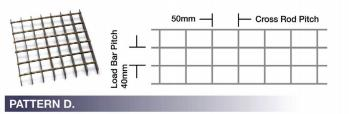 50mm
Cross Rod Pitch
Load Bar Pitch
40mm
PATTERN D.